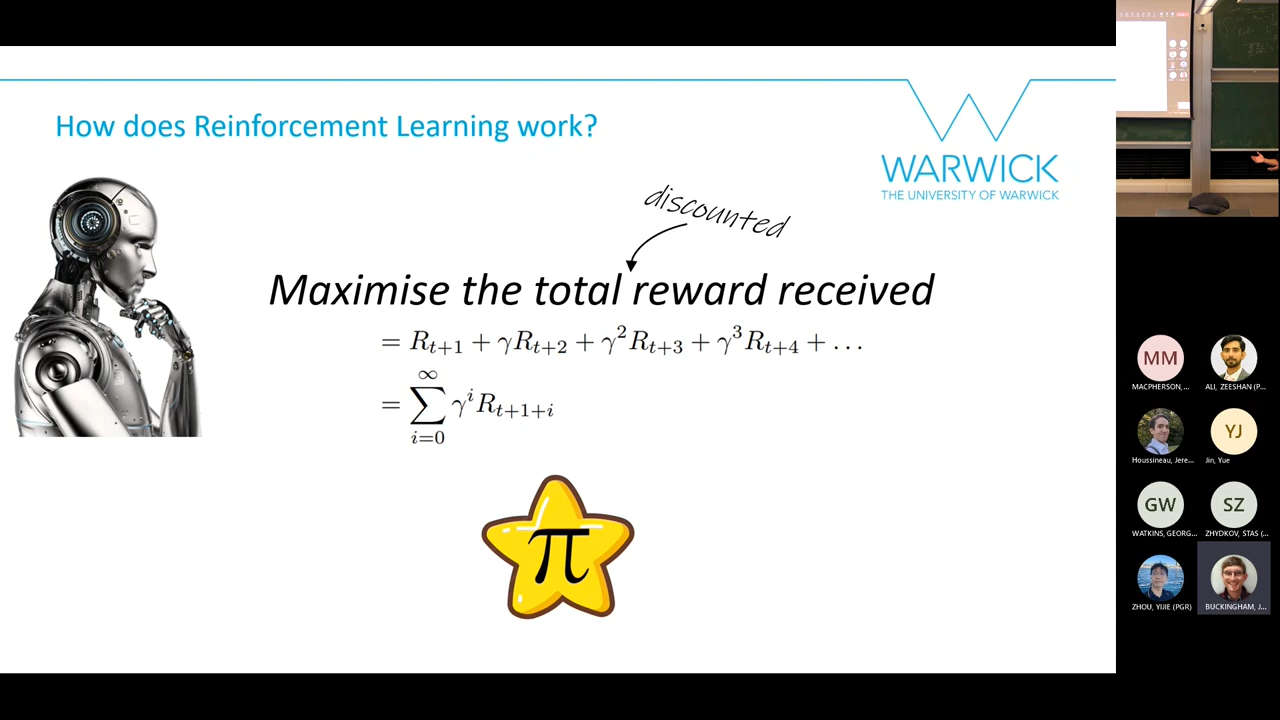 How does Reinforcement Learning work?
WARWICK
THE UNIVERSITY OF WARWICK
discounted
Maximise the total reward received
= R_{t+1} + γR_{t+2} + γ²R_{t+3} + γ³R_{t+4} + . . .
= ∑_{i=0}^{∞} γ^i R_{t+1+i}
π
MM
MACPHERSON,...
ALI, ZEESHAN (P...
Houssineau, Jere...
YJ
Jin, Yue
GW
WATKINS, GEORG...
SZ
ZHYDKOV, STAS (...
ZHOU, YIJIE (PGR)
BUCKINGHAM, J...